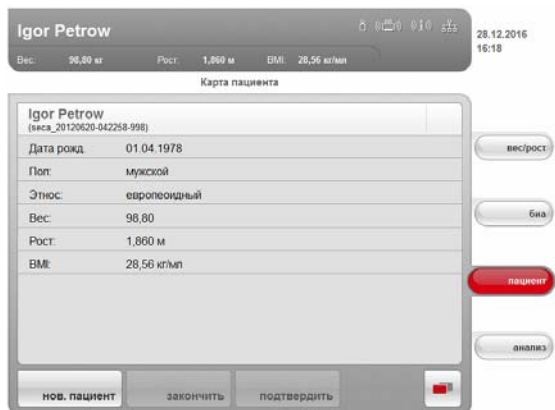 Igor Petrow
28.12.2016
16:18
Вес: 98,80 кг Рост: 1,860 м BMI: 28,56 кг/мп
Карта пациента
Igor Petrow
(seca_20120620-042258-998)
Дата рожд. 01.04.1978
Пол: мужской
Этнос: европеоидный
Вес: 98,80
Рост: 1,860 м
BMI: 28,56 кг/мп
вес/рост
биа
пациент
анализ
нов. пациент закончить подтвердить